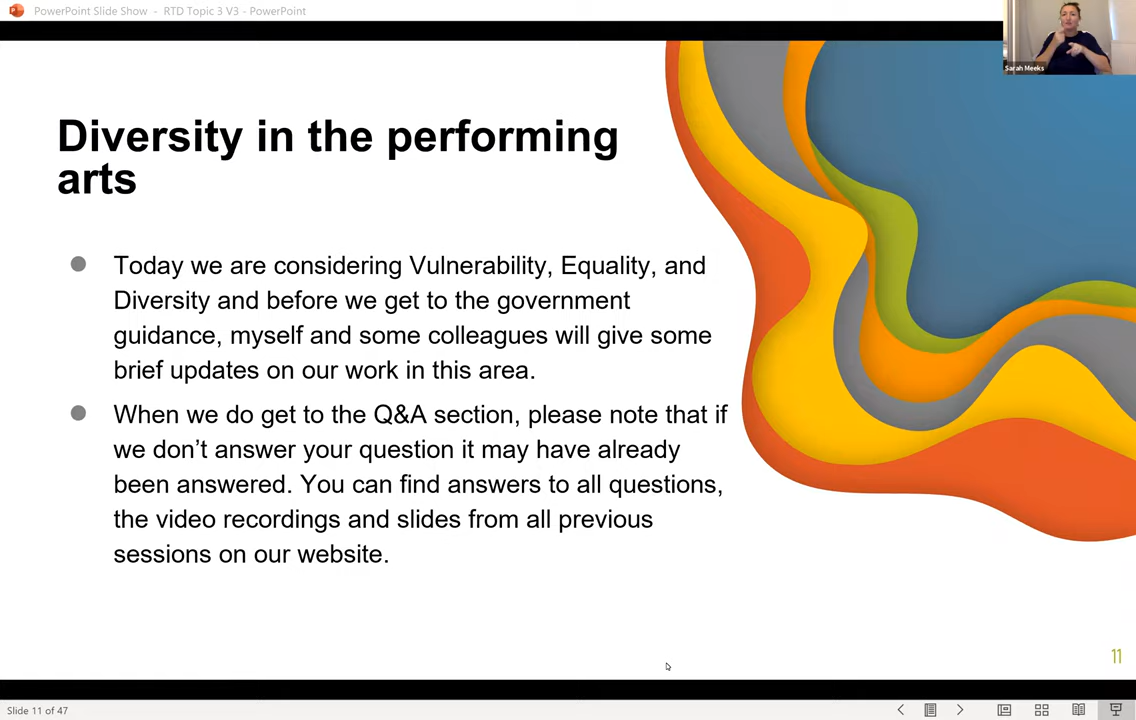 PowerPoint Slide Show - RTD Topic 3 V3 - PowerPoint
Sarah Meeks
Diversity in the performing
arts
Today we are considering Vulnerability, Equality, and
Diversity and before we get to the government
guidance, myself and some colleagues will give some
brief updates on our work in this area.
When we do get to the Q&A section, please note that if
we don’t answer your question it may have already
been answered. You can find answers to all questions,
the video recordings and slides from all previous
sessions on our website.
11
Slide 11 of 47